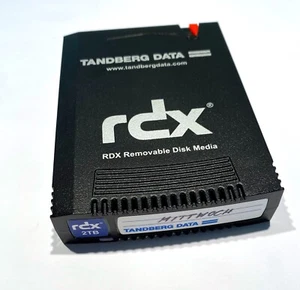 TANDBERG DATA
www.tandbergdata.com
rdx®
RDX Removable Disk Media
rdx
2TB
MITTWOCH
TANDBERG DATA